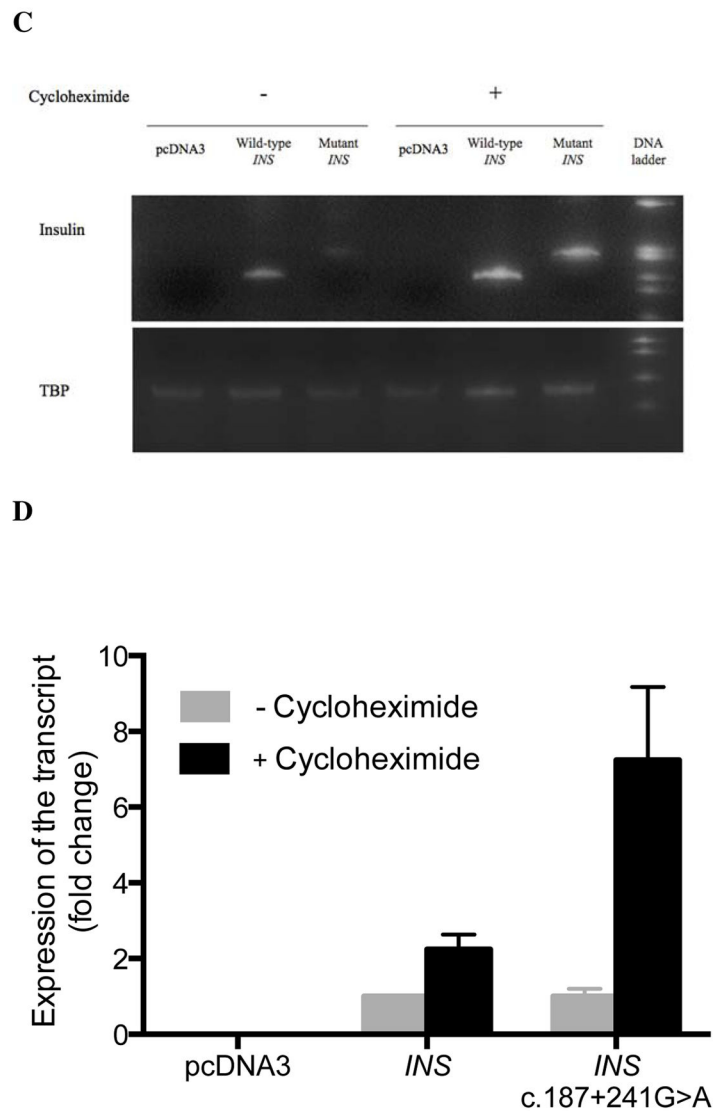 C
Cycloheximide - +
pcDNA3 Wild-type INS Mutant INS pcDNA3 Wild-type INS Mutant INS DNA ladder
Insulin
TBP
D
Expression of the transcript
(fold change)
10
8
6
4
2
0
- Cycloheximide
+ Cycloheximide
pcDNA3 INS INS
c.187+241G>A